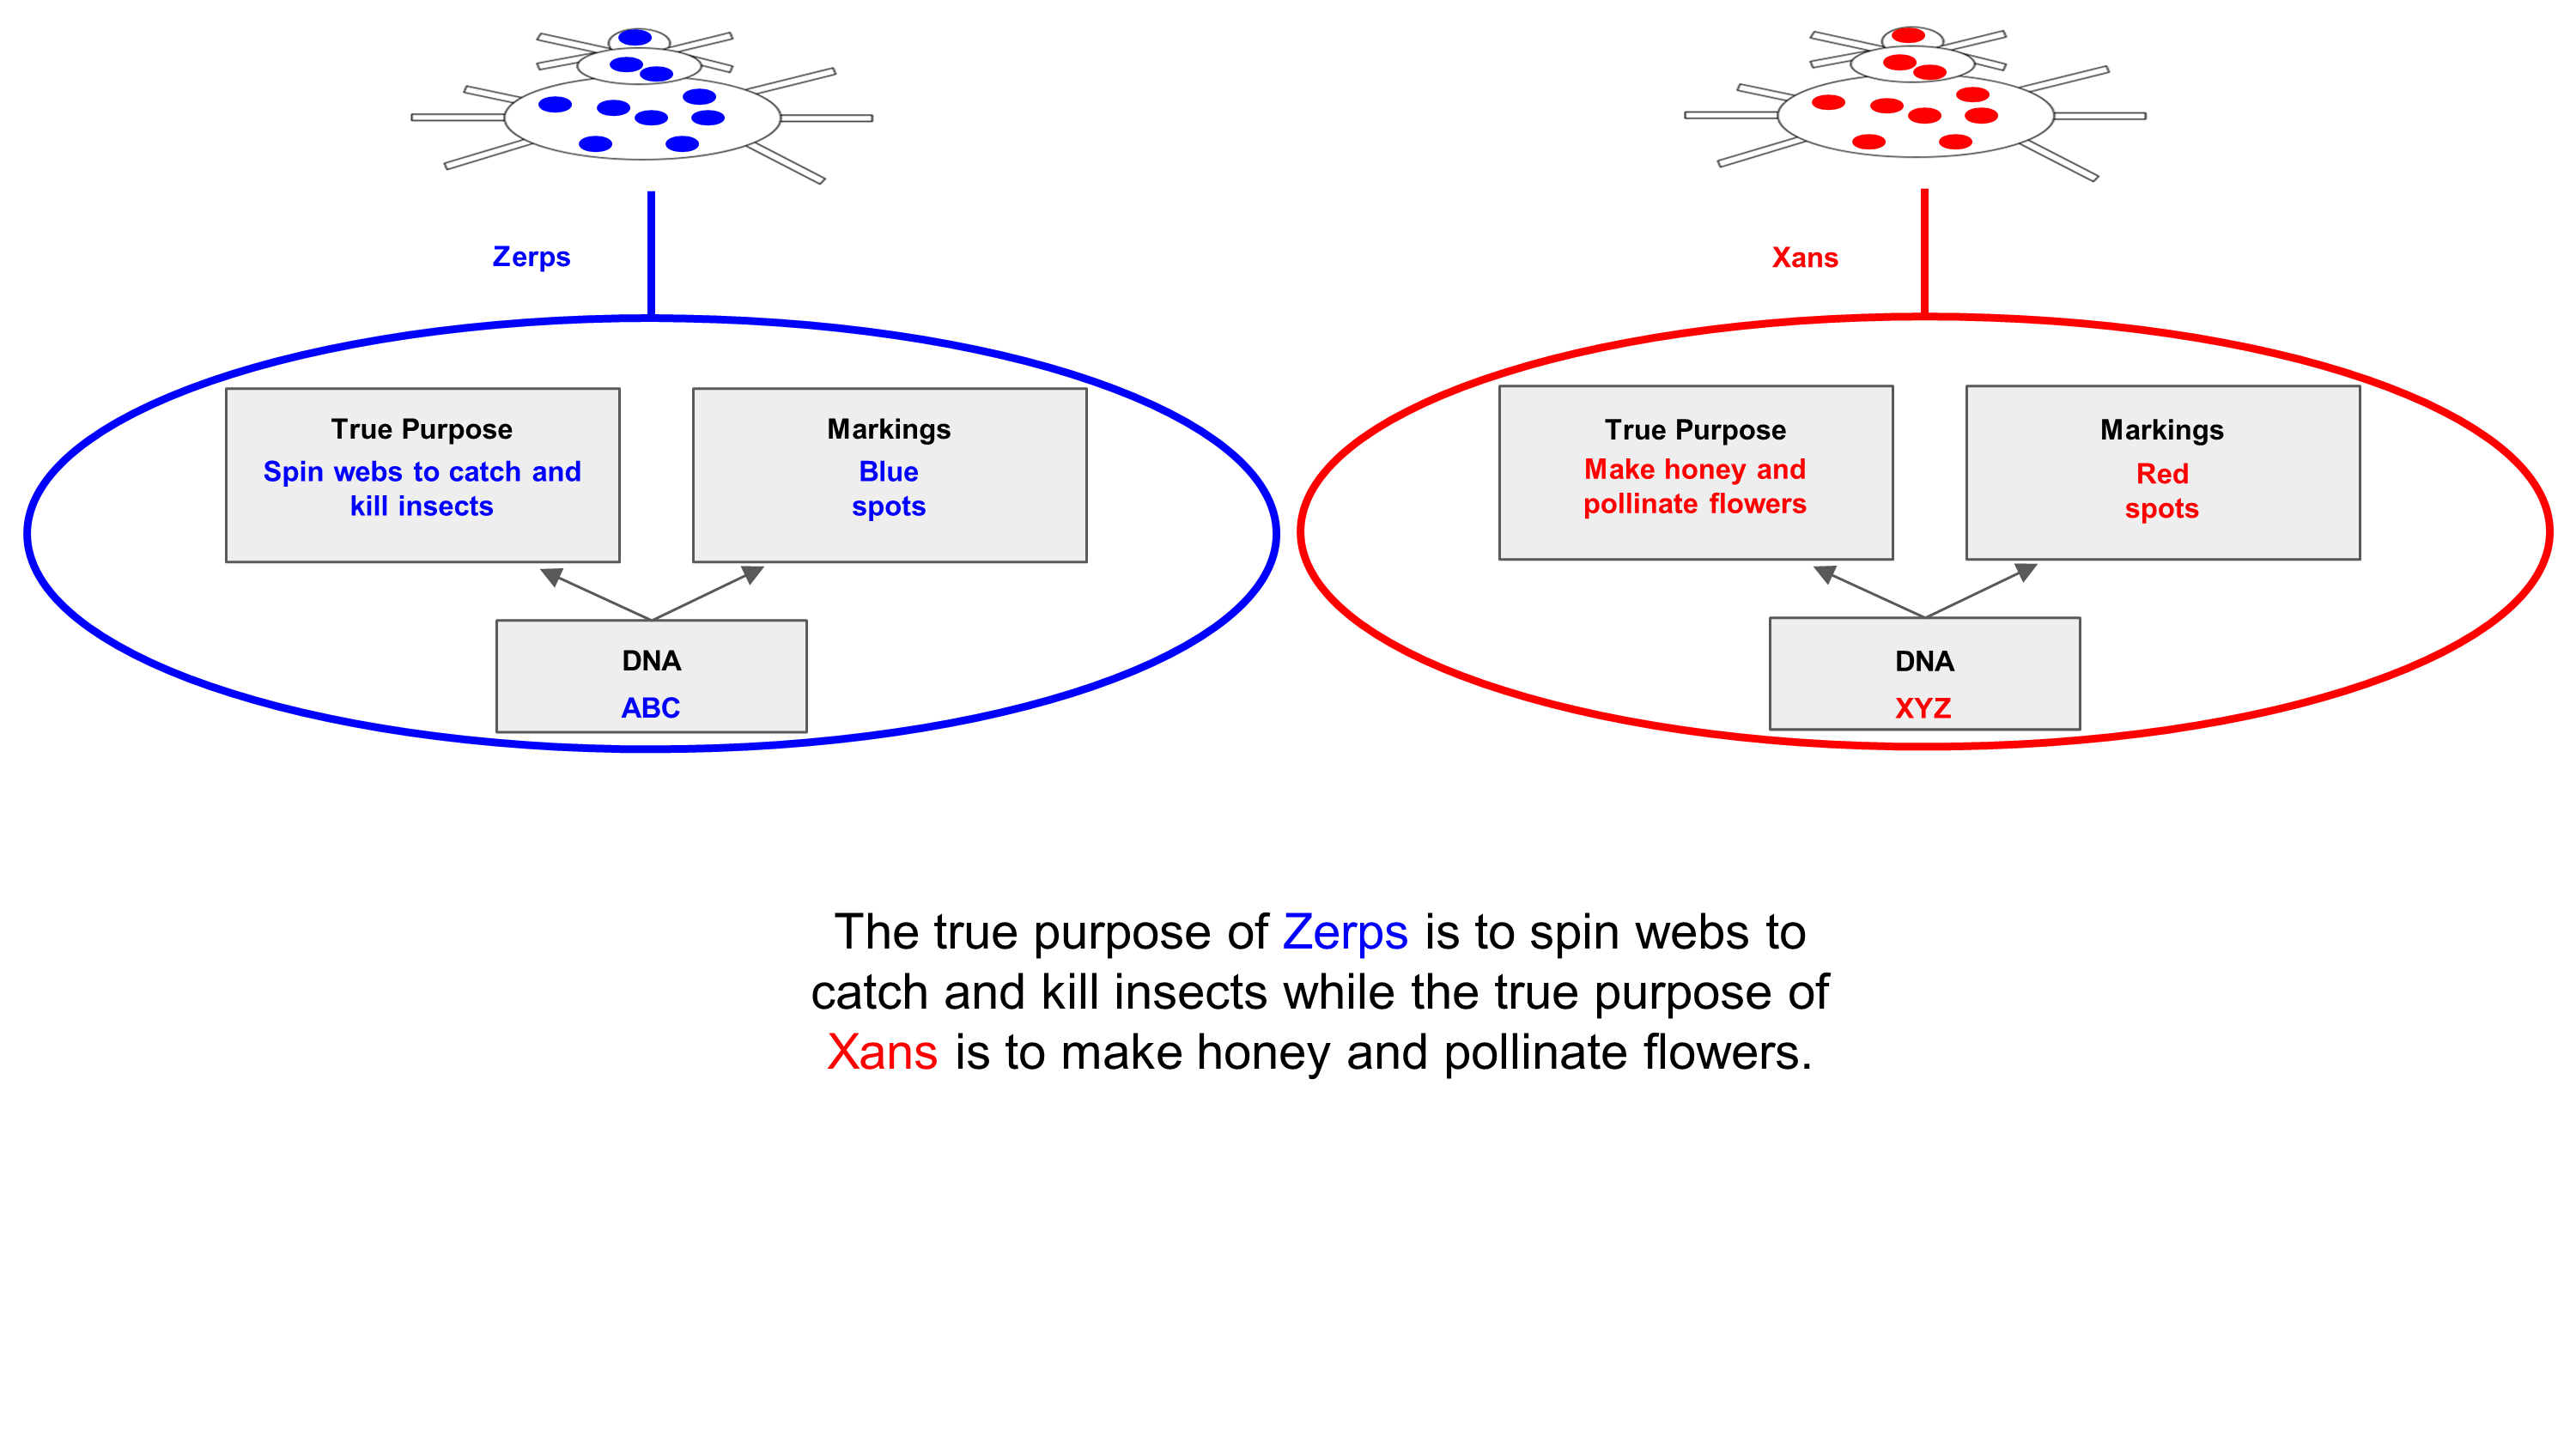 Zerps
Xans
True Purpose
Spin webs to catch and
kill insects
Markings
Blue
spots
DNA
ABC
True Purpose
Make honey and
pollinate flowers
Markings
Red
spots
DNA
XYZ
The true purpose of Zerps is to spin webs to
catch and kill insects while the true purpose of
Xans is to make honey and pollinate flowers.